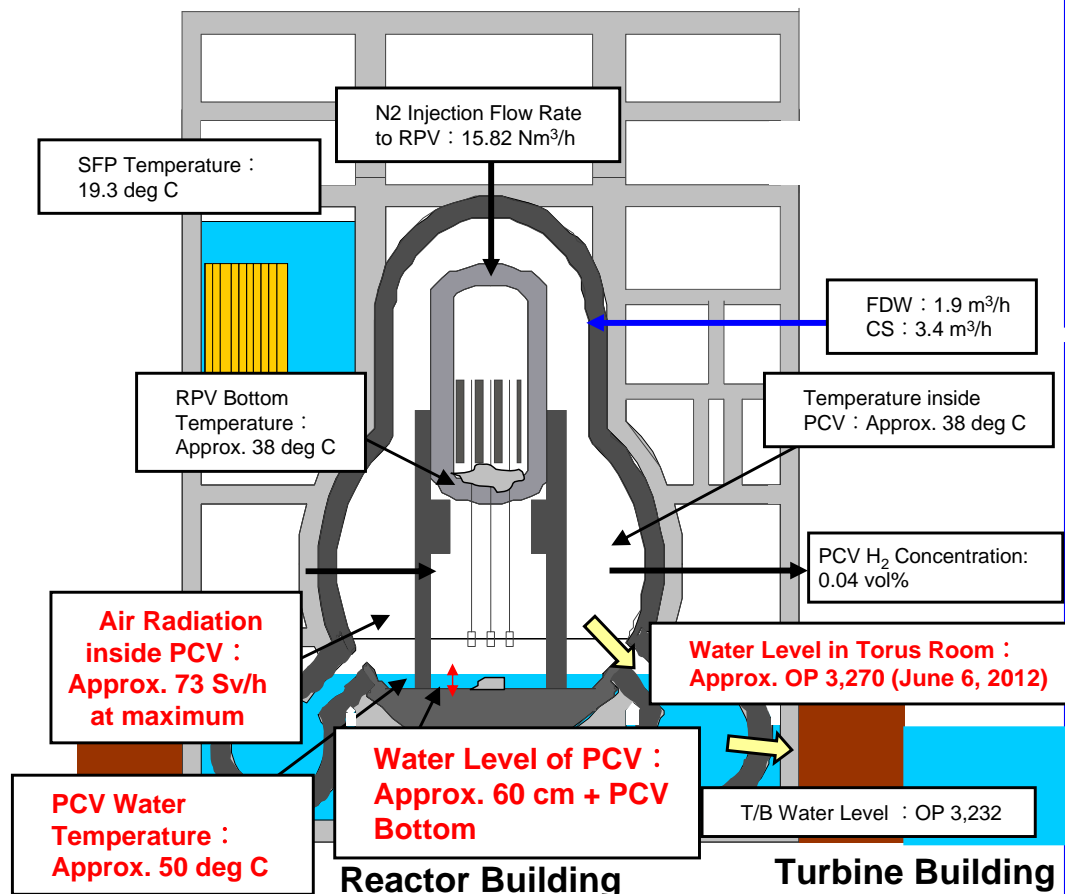 N2 Injection Flow Rate
to RPV：15.82 Nm³/h
SFP Temperature：
19.3 deg C
FDW：1.9 m³/h
CS：3.4 m³/h
RPV Bottom
Temperature：
Approx. 38 deg C
Temperature inside
PCV：Approx. 38 deg C
PCV H₂ Concentration:
0.04 vol%
Air Radiation
inside PCV：
Approx. 73 Sv/h
at maximum
Water Level in Torus Room：
Approx. OP 3,270 (June 6, 2012)
Water Level of PCV：
Approx. 60 cm + PCV
Bottom
PCV Water
Temperature：
Approx. 50 deg C
T/B Water Level ：OP 3,232
Reactor Building
Turbine Building